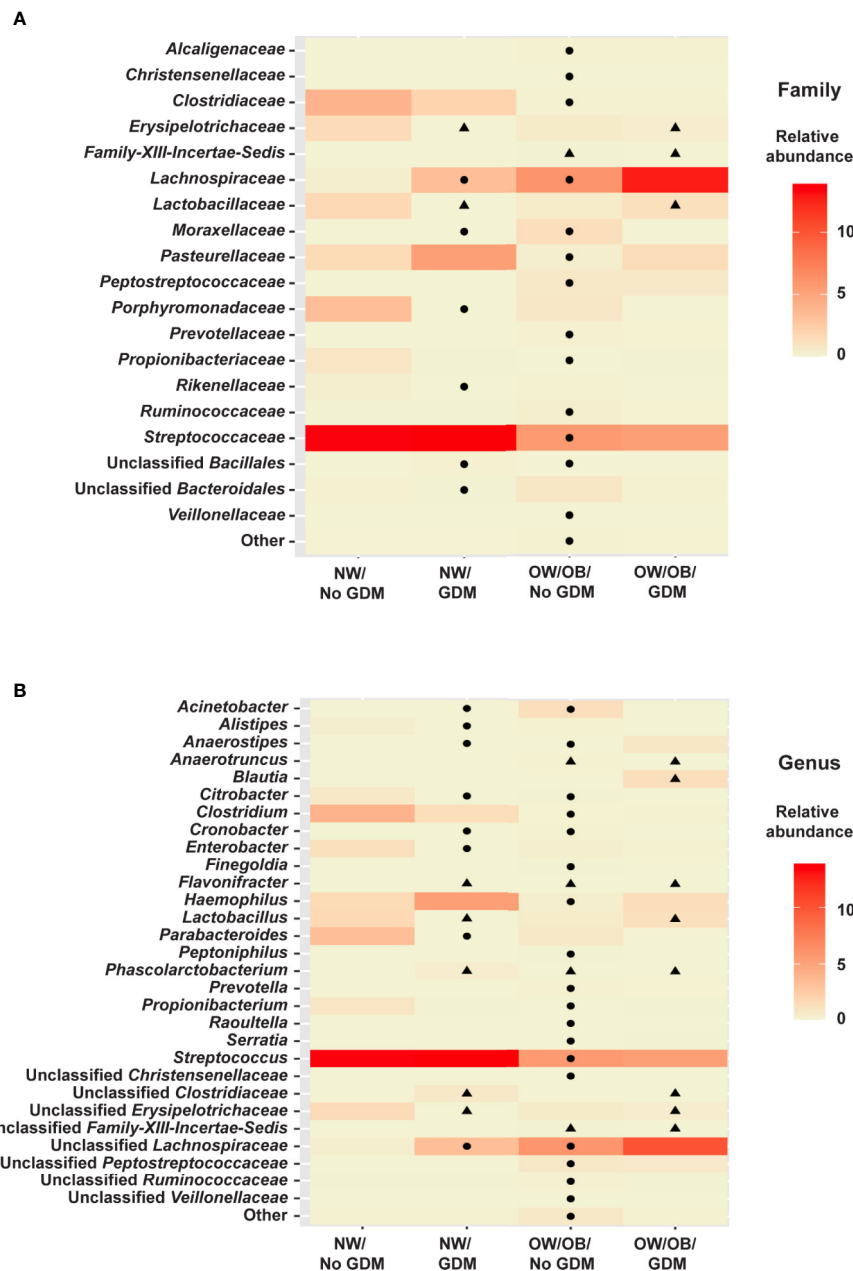 A
Alcaligenaceae
Christensenellaceae
Clostridiaceae
Erysipelotrichaceae
Family-XIII-Incertae-Sedis
Lachnospiraceae
Lactobacillaceae
Moraxellaceae
Pasteurellaceae
Peptostreptococcaceae
Porphyromonadaceae
Prevotellaceae
Propionibacteriaceae
Rikenellaceae
Ruminococcaceae
Streptococcaceae
Unclassified Bacillales
Unclassified Bacteroidales
Veillonellaceae
Other
NW/
No GDM
NW/
GDM
OW/OB/
No GDM
OW/OB/
GDM
Family
Relative
abundance
10
5
0
B
Acinetobacter
Alistipes
Anaerostipes
Anaerotruncus
Blautia
Citrobacter
Clostridium
Cronobacter
Enterobacter
Finegoldia
Flavonifracter
Haemophilus
Lactobacillus
Parabacteroides
Peptoniphilus
Phascolarctobacterium
Prevotella
Propionibacterium
Raoultella
Serratia
Streptococcus
Unclassified Christensenellaceae
Unclassified Clostridiaceae
Unclassified Erysipelotrichaceae
nclassified Family-XIII-Incertae-Sedis
Unclassified Lachnospiraceae
Unclassified Peptostreptococcaceae
Unclassified Ruminococcaceae
Unclassified Veillonellaceae
Other
NW/
No GDM
NW/
GDM
OW/OB/
No GDM
OW/OB/
GDM
Genus
Relative
abundance
10
5
0